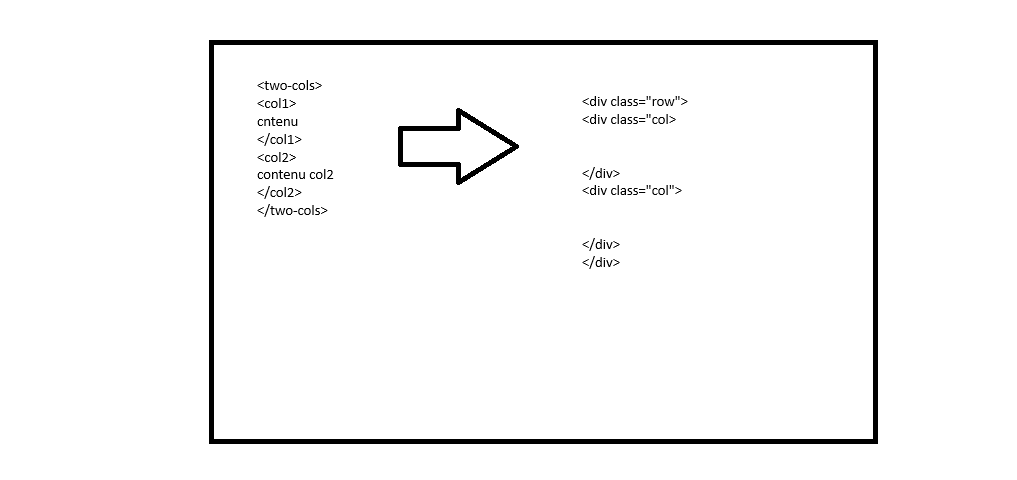 <two-cols>
<col1>
cntenu
</col1>
<col2>
contenu col2
</col2>
</two-cols>
<div class="row">
<div class="col>
</div>
<div class="col">
</div>
</div>